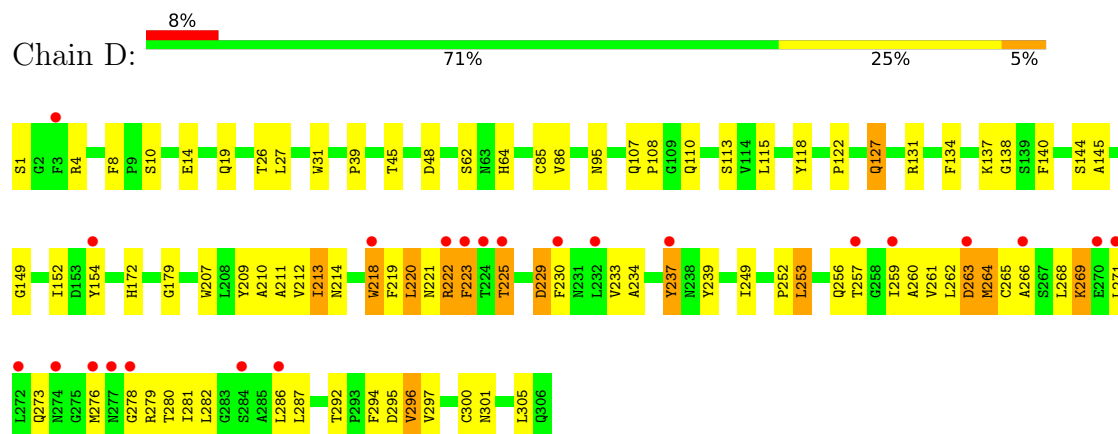 8%
Chain D:
71% 25% 5%
S1 G2 F3 R4 F8 P9 S10 E14 Q19 T26 L27 W31 P39 T45 D48 S62 N63 H64 C85 V86 N95 Q107 P108 G109 Q110 S113 V114 L115 Y118 P122 Q127 R131 F134 K137 G138 S139 F140 S144 A145
G149 I152 D153 Y154 H172 G179 W207 L208 Y209 A210 A211 V212 I213 N214 W218 F219 L220 N221 R222 F223 T224 T225 D229 F230 N231 L232 V233 A234 Y237 N238 Y239 I249 P252 L253 Q256 T257 G258 I259 A260 V261 L262 D263 M264 C265 A266 S267 L268 K269 E270 L271
L272 Q273 N274 G275 M276 N277 G278 R279 T280 I281 L282 G283 S284 A285 L286 L287 T292 P293 F294 D295 V296 V297 C300 N301 L305 Q306